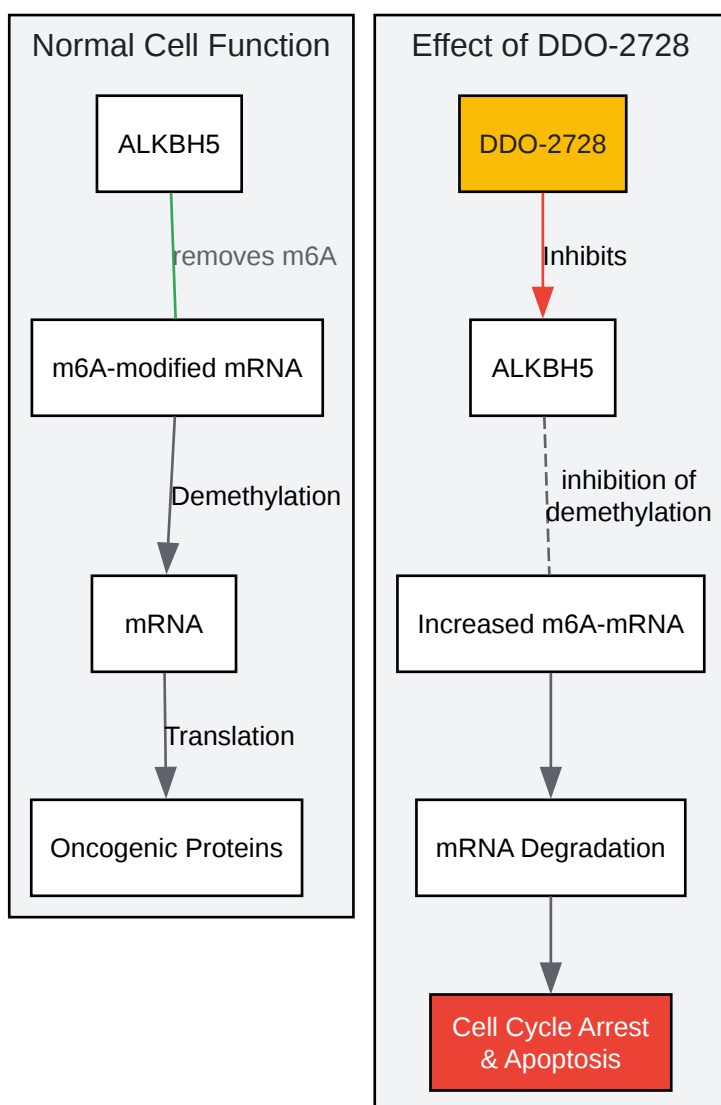 Normal Cell Function
ALKBH5
removes m6A
m6A-modified mRNA
Demethylation
mRNA
Translation
Oncogenic Proteins
Effect of DDO-2728
DDO-2728
Inhibits
ALKBH5
inhibition of
demethylation
Increased m6A-mRNA
mRNA Degradation
Cell Cycle Arrest
& Apoptosis